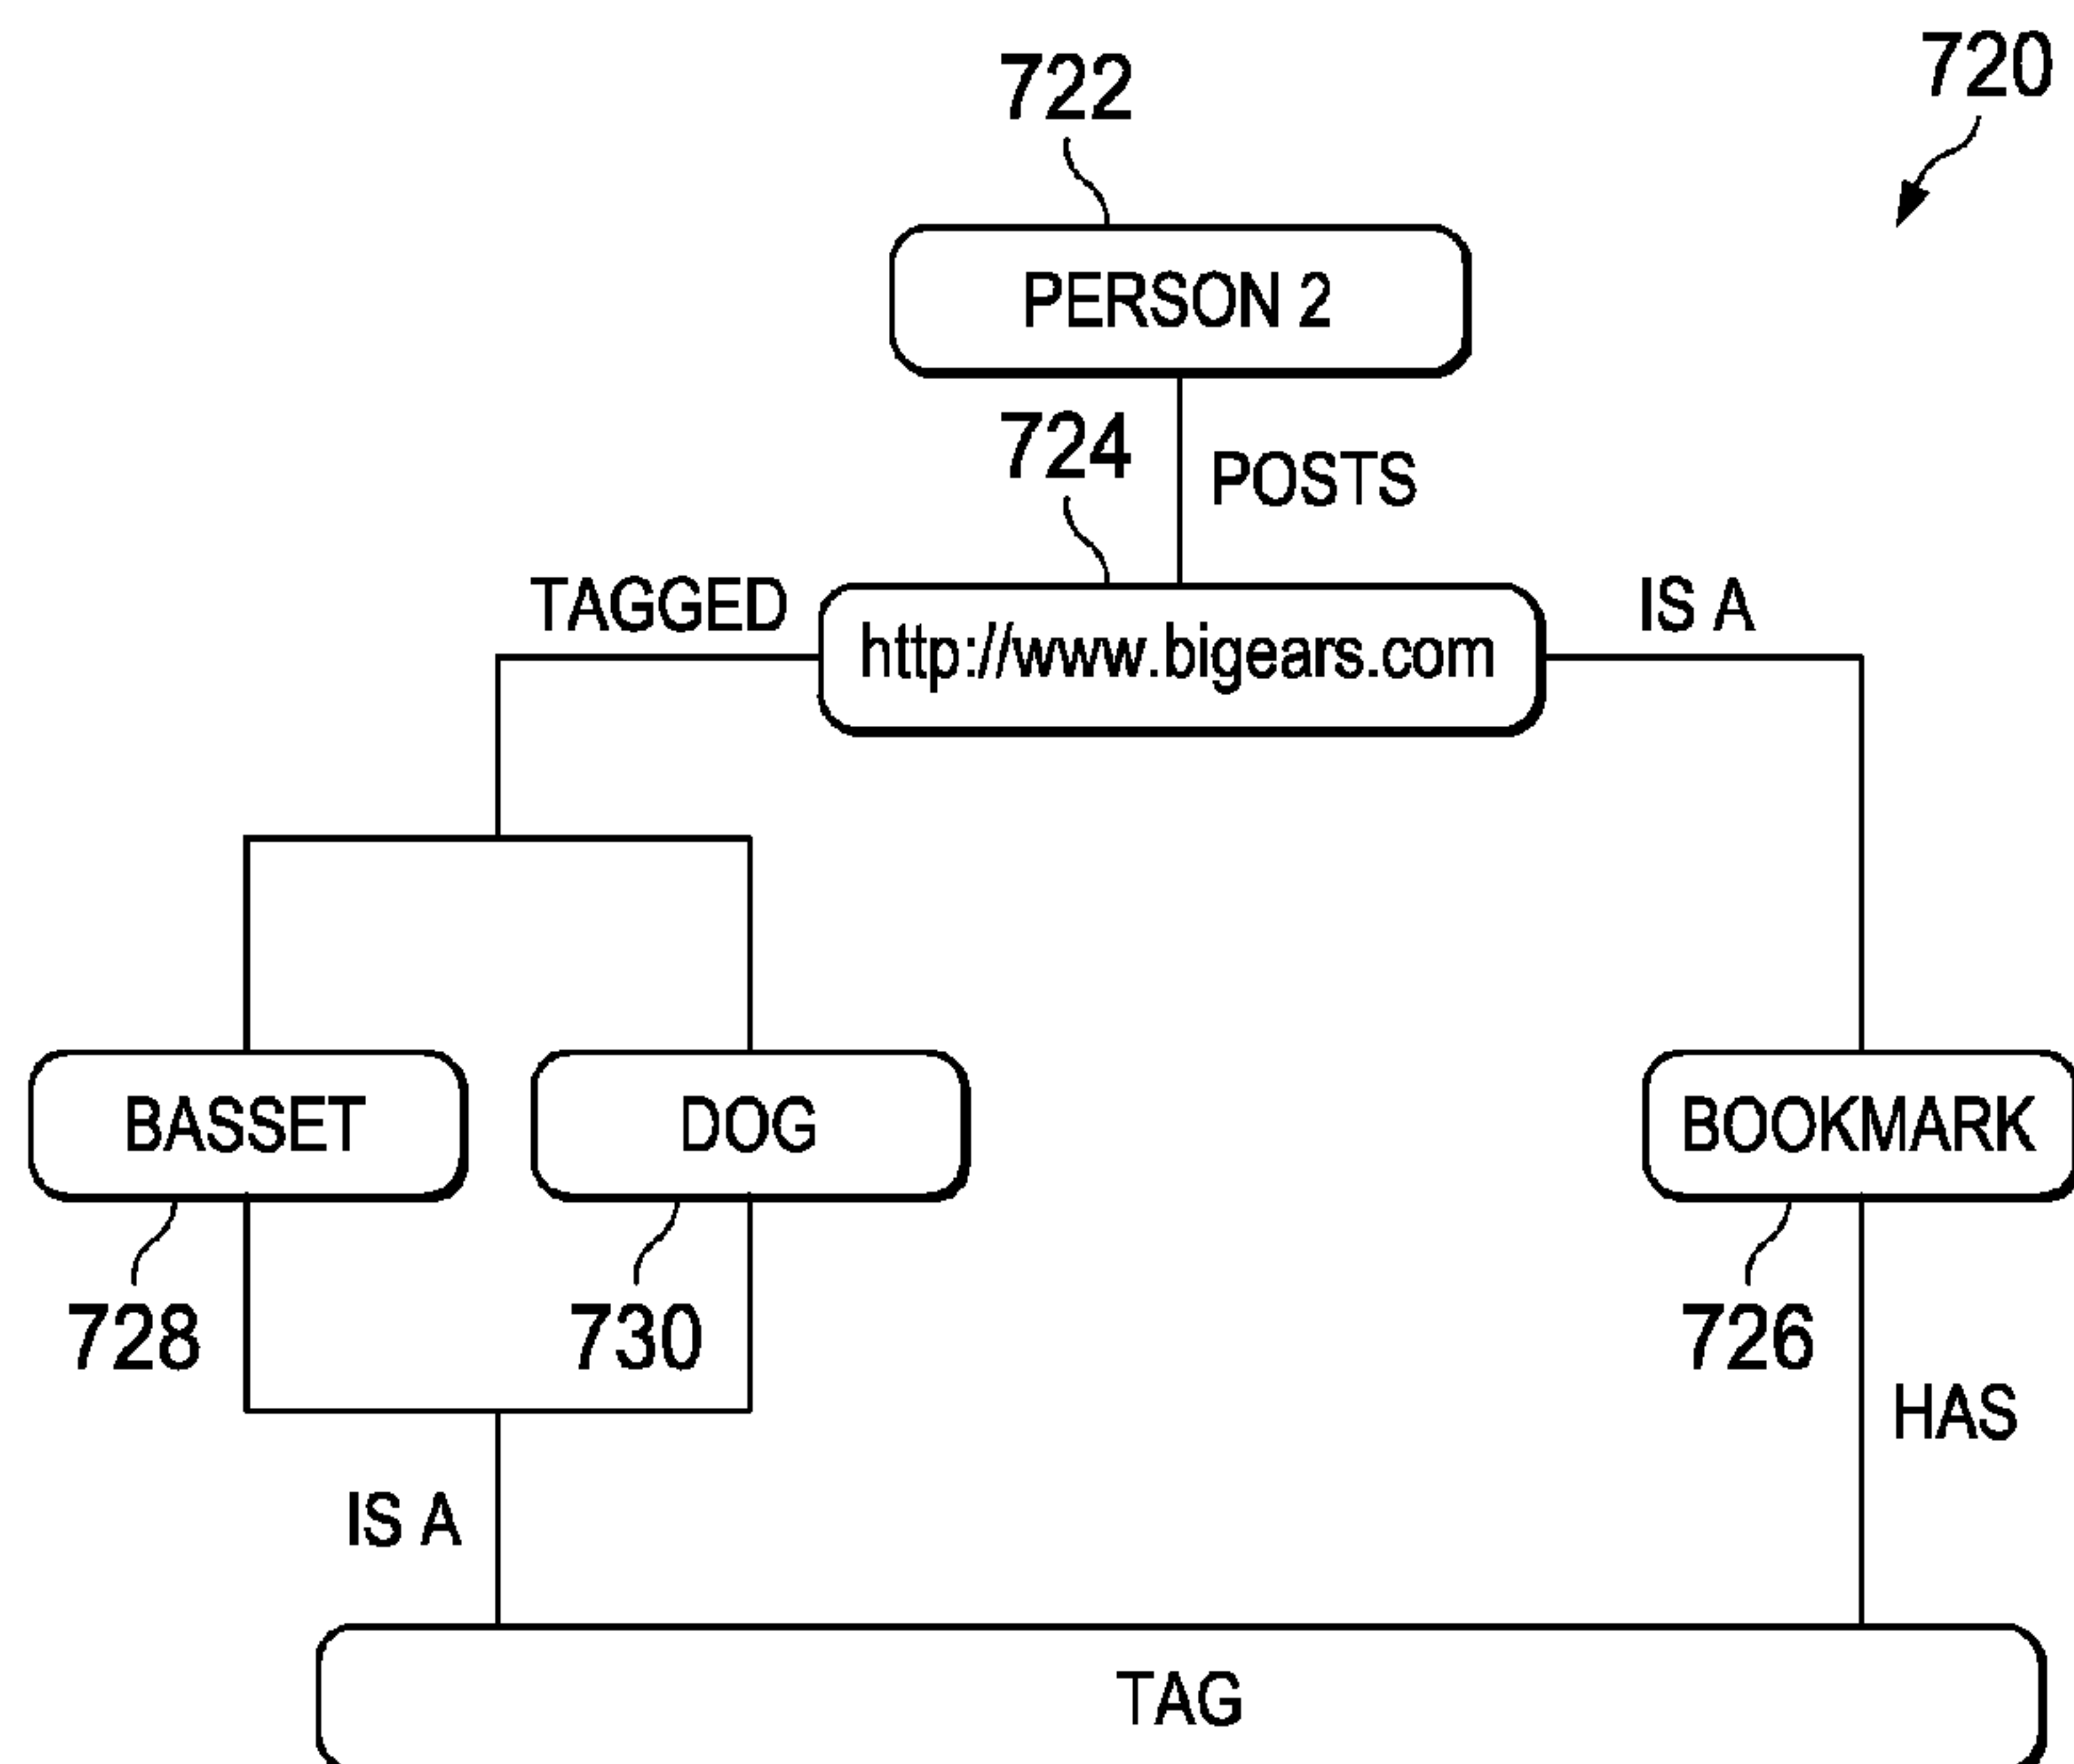 720
722
PERSON 2
724
POSTS
TAGGED
http://www.bigears.com
IS A
BASSET
DOG
BOOKMARK
728
730
726
HAS
IS A
TAG